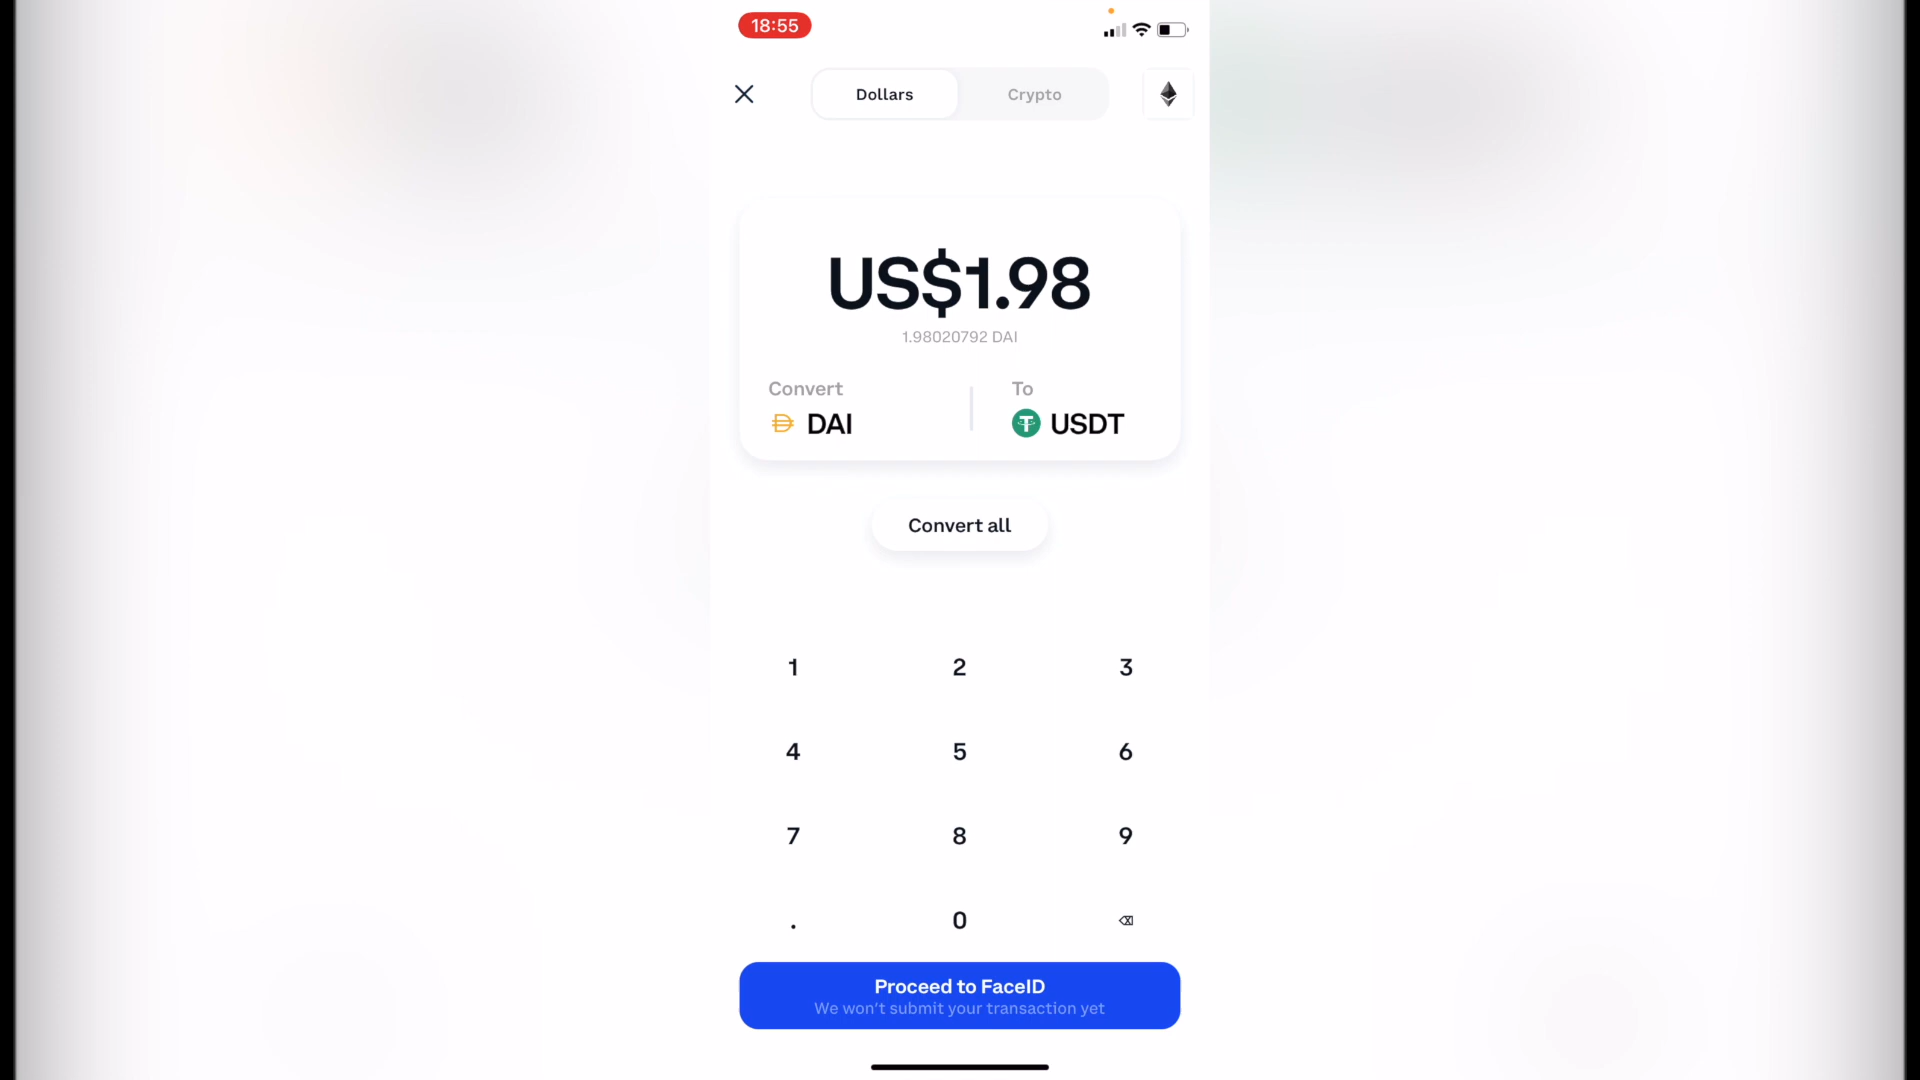 18:55
Dollars
Crypto
US$1.98
1.98020792 DAI
Convert
To
DAI
USDT
Convert all
1 2 3
4 5 6
7 8 9
. 0
Proceed to FaceID
We won't submit your transaction yet